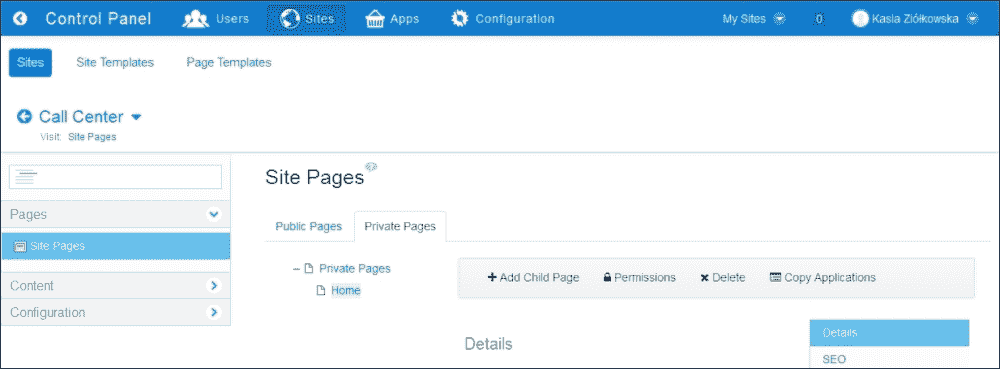 Control Panel Users Sites Apps Configuration My Sites 0 Kasia Ziółkowska
Sites Site Templates Page Templates
Call Center
Visit: Site Pages
Site Pages
Pages
Public Pages Private Pages
Site Pages
Private Pages
Add Child Page Permissions Delete Copy Applications
Content
Home
Configuration
Details
Details
SEO